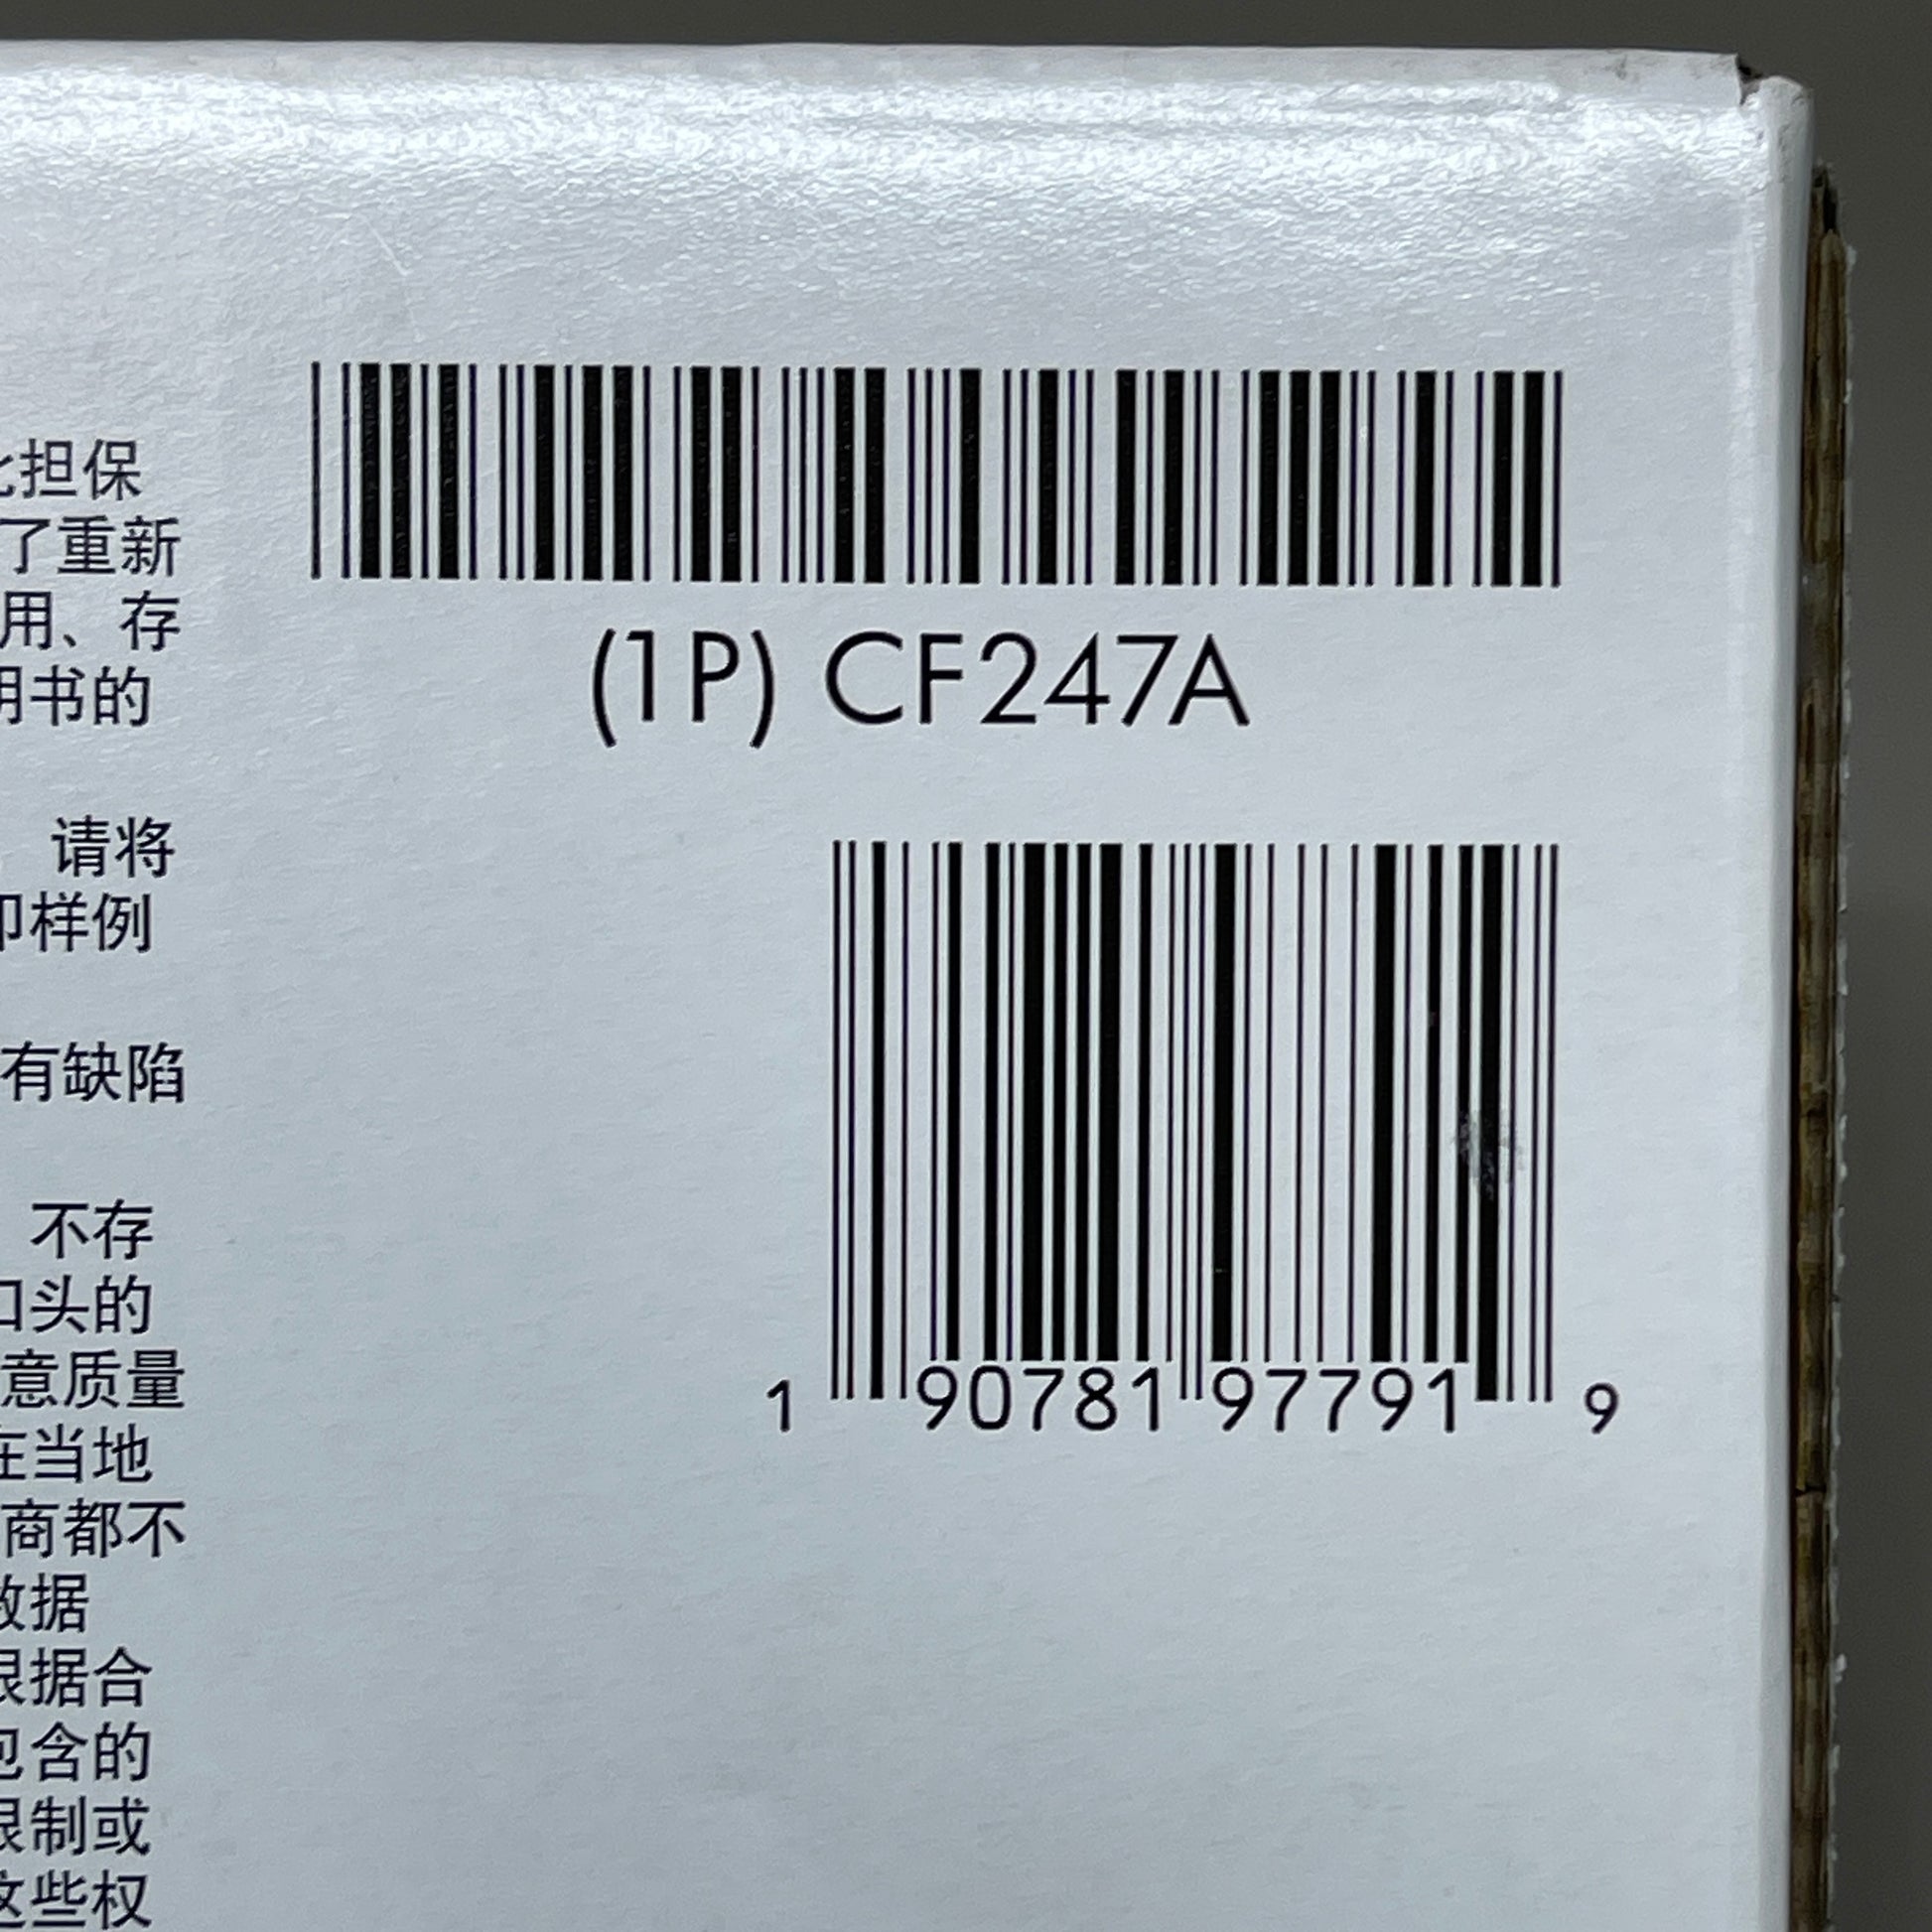 担保
了重新
用、存
明书的
请将
印样例
有缺陷
不存
口头的
意质量
在当地
商都不
数据
根据合
包含的
限制或
这些权
(1P) CF247A
1 90781 97791 9